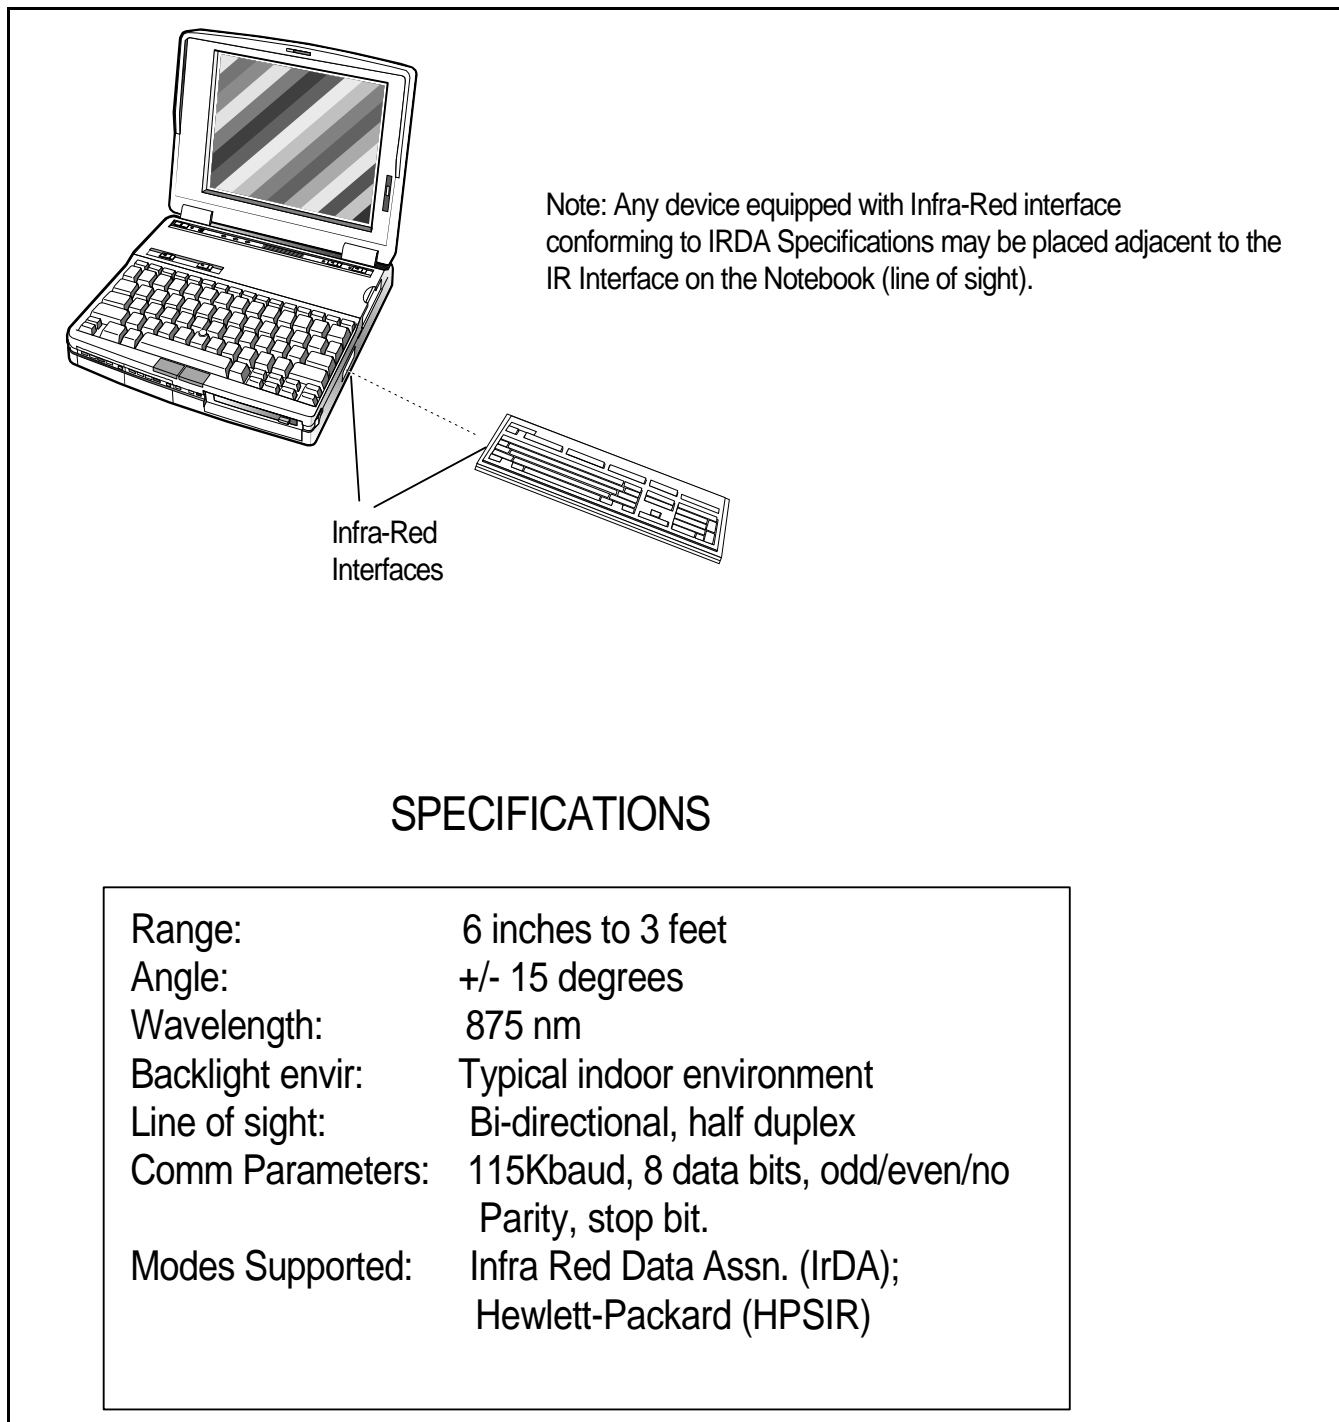 Note: Any device equipped with Infra-Red interface
conforming to IRDA Specifications may be placed adjacent to the
IR Interface on the Notebook (line of sight).
Infra-Red
Interfaces
SPECIFICATIONS
Range: 6 inches to 3 feet
Angle: +/- 15 degrees
Wavelength: 875 nm
Backlight envir: Typical indoor environment
Line of sight: Bi-directional, half duplex
Comm Parameters: 115Kbaud, 8 data bits, odd/even/no
Parity, stop bit.
Modes Supported: Infra Red Data Assn. (IrDA);
Hewlett-Packard (HPSIR)